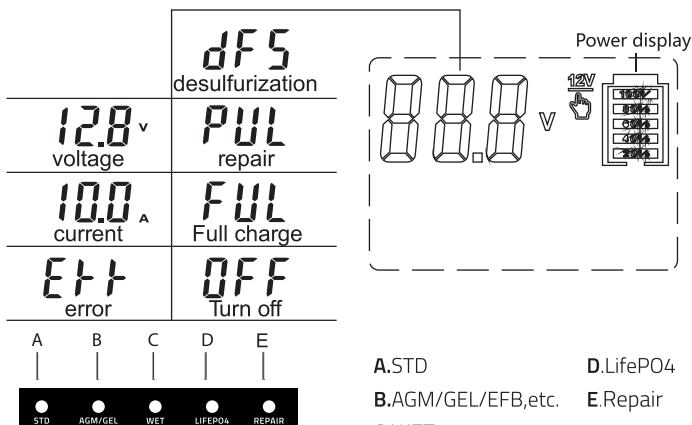 dFS
desulfurization
Power display
12.8 v
voltage
PUL
repair
10.0 A
current
FUL
Full charge
Err
error
OFF
Turn off
88.8 V
12V
100%
80%
60%
40%
20%
A B C D E
STD AGM/GEL WET LIFEPO4 REPAIR
A.STD D.LifePO4
B.AGM/GEL/EFB,etc. E.Repair